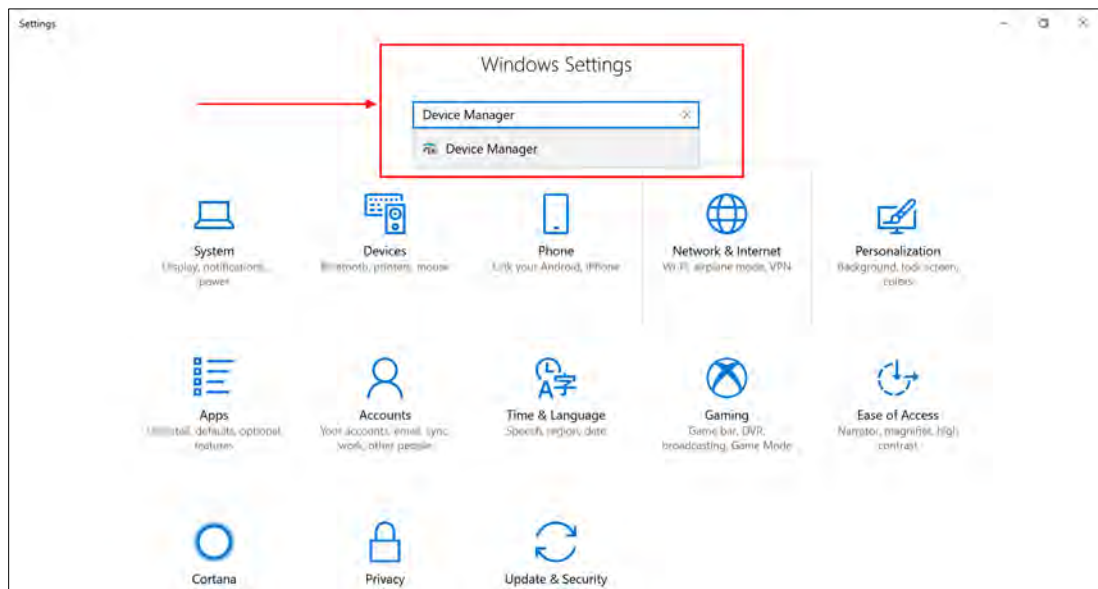 Settings
Windows Settings
Device Manager
Device Manager
System
Display, notifications, power
Devices
Bluetooth, printers, mouse
Phone
Link your Android, iPhone
Network & Internet
Wi-Fi, airplane mode, VPN
Personalization
Background, lock screen,
colors
Apps
Uninstall, defaults, optional
features
Accounts
Your accounts, email, sync,
work, other people
Time & Language
Speech, region, date
A字
Gaming
Game bar, DVR,
broadcasting, Game Mode
Ease of Access
Narrator, magnifier, high
contrast
Cortana
Privacy
Update & Security